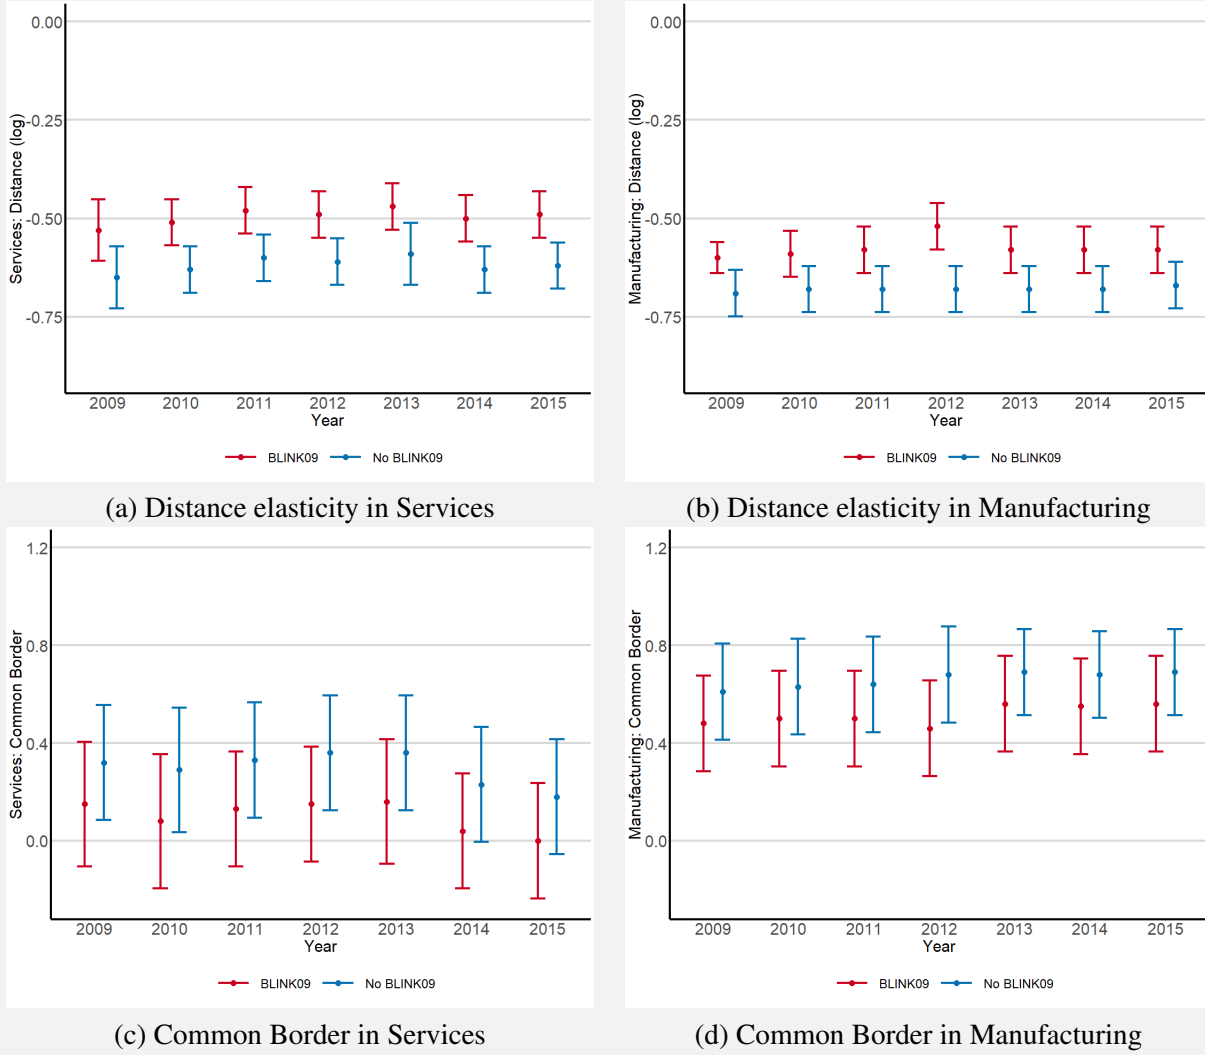 0.00
-0.25
-0.50
-0.75
Services: Distance (log)
2009 2010 2011 2012 2013 2014 2015
Year
BLINK09 No BLINK09
(a) Distance elasticity in Services
0.00
-0.25
-0.50
-0.75
Manufacturing: Distance (log)
2009 2010 2011 2012 2013 2014 2015
Year
BLINK09 No BLINK09
(b) Distance elasticity in Manufacturing
1.2
0.8
0.4
0.0
Services: Common Border
2009 2010 2011 2012 2013 2014 2015
Year
BLINK09 No BLINK09
(c) Common Border in Services
1.2
0.8
0.4
0.0
Manufacturing: Common Border
2009 2010 2011 2012 2013 2014 2015
Year
BLINK09 No BLINK09
(d) Common Border in Manufacturing